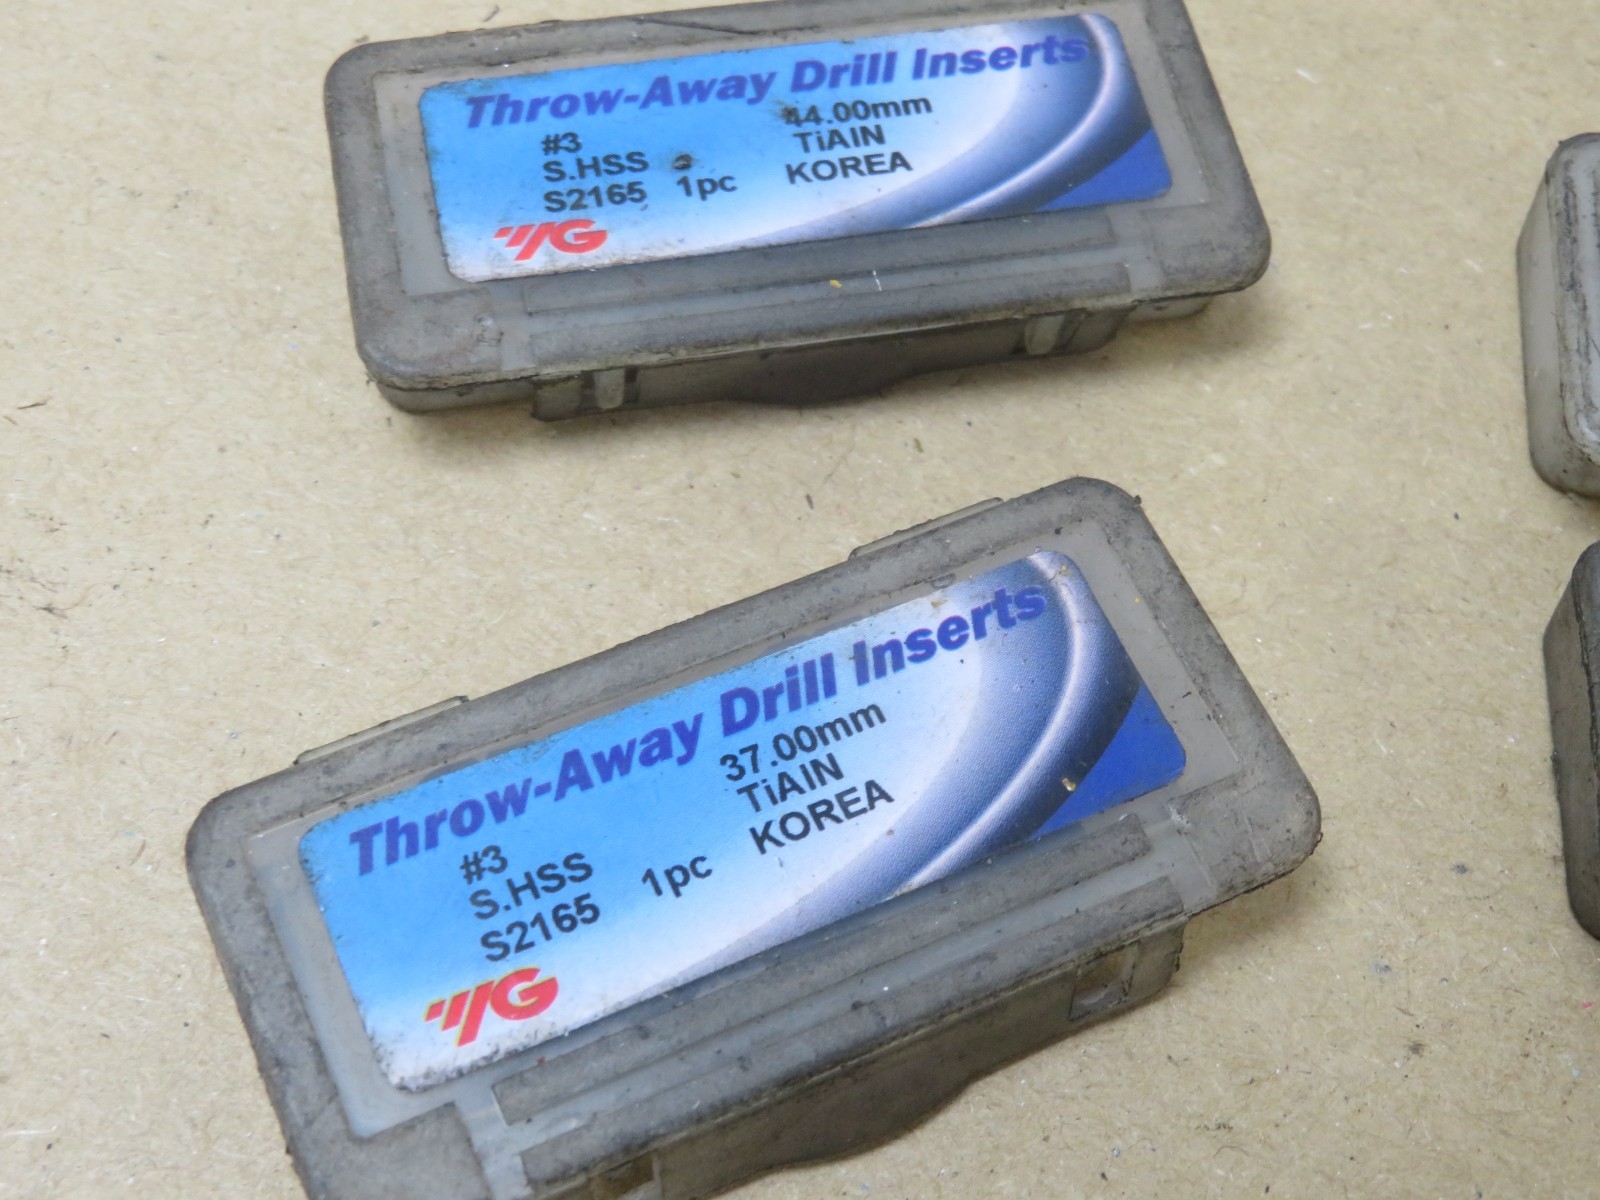 Throw-Away Drill Inserts
#3 44.00mm
S.HSS TiAIN
S2165 1pc KOREA
YG
Throw-Away Drill Inserts
#3 37.00mm
S.HSS TiAIN
S2165 1pc KOREA
YG